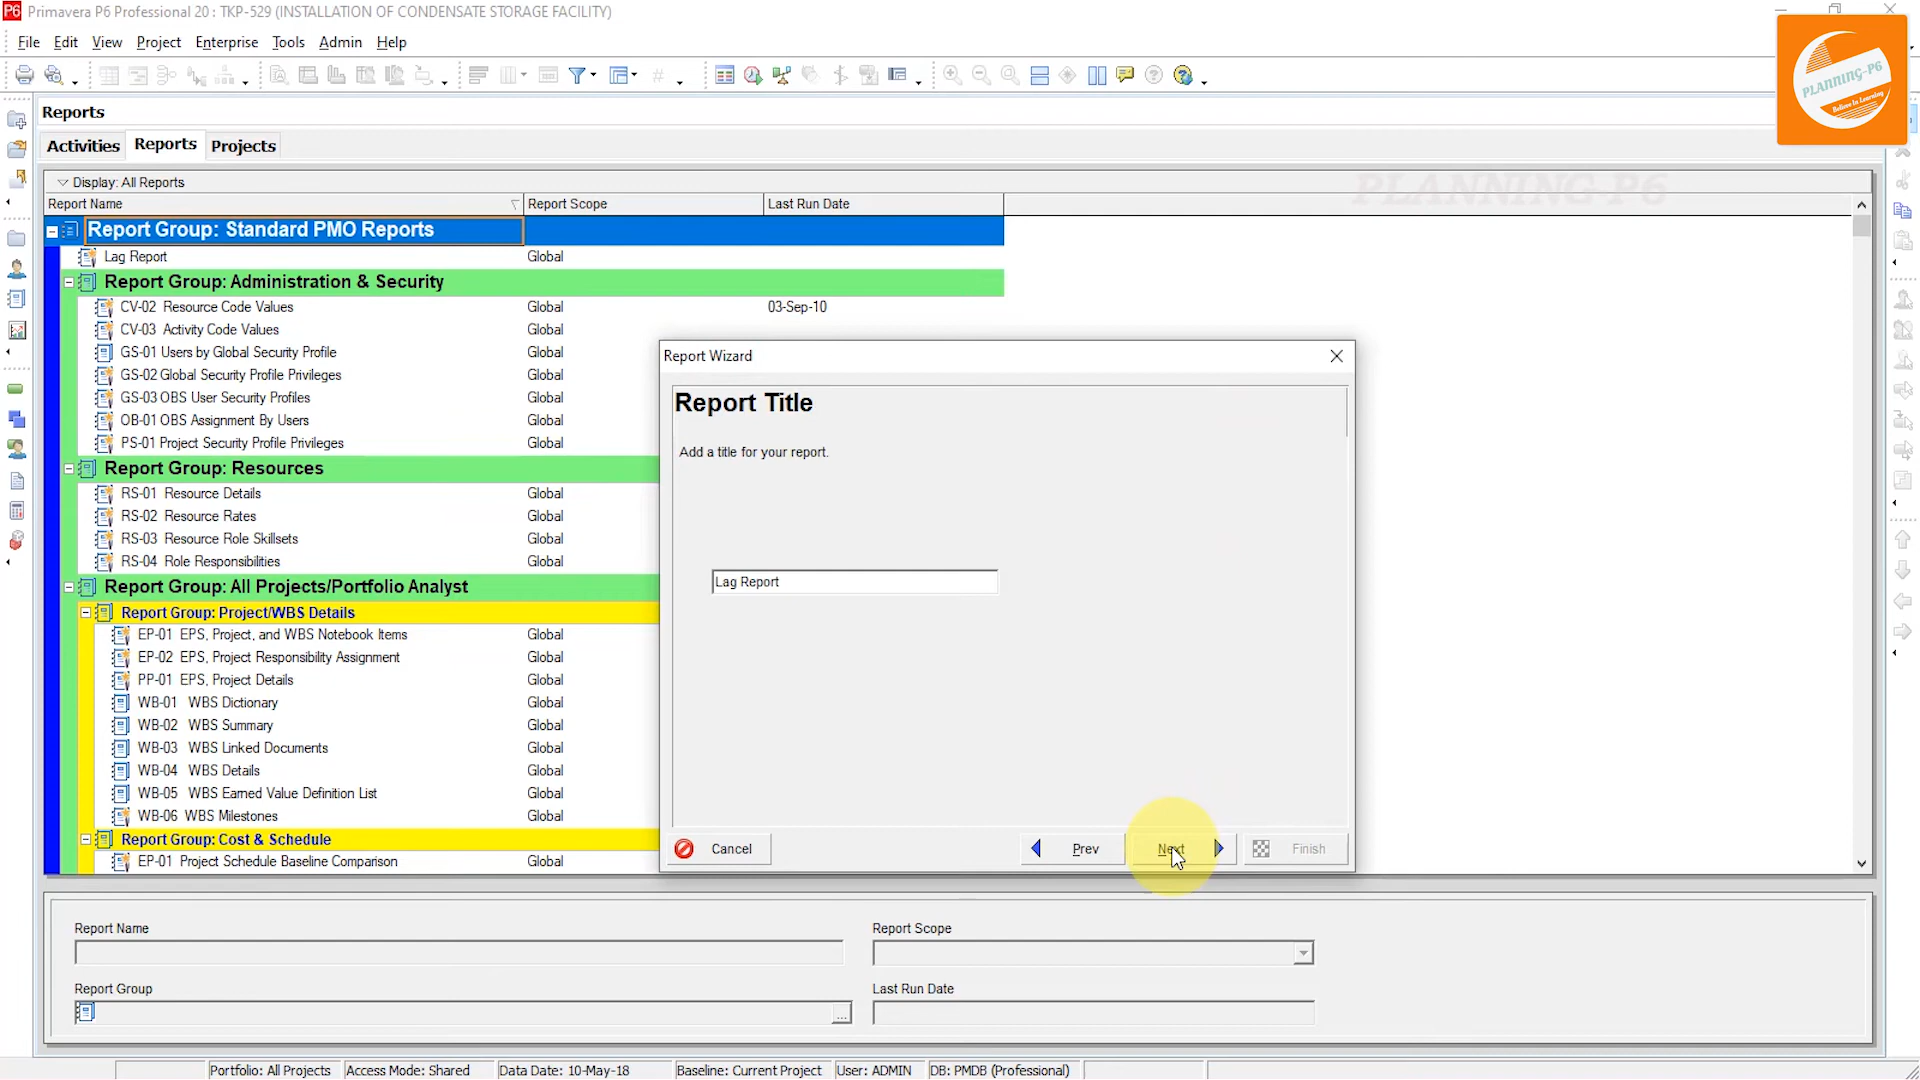 Primavera P6 Professional 20 : TKP-529 (INSTALLATION OF CONDENSATE STORAGE FACILITY)
File Edit View Project Enterprise Tools Admin Help
PLANNING-P6
Believe In Learning
Reports
Activities Reports Projects
Display: All Reports
PLANNING-P6
Report Name Report Scope Last Run Date
Report Group: Standard PMO Reports
Lag Report Global
Report Group: Administration & Security
CV-02 Resource Code Values Global 03-Sep-10
CV-03 Activity Code Values Global
GS-01 Users by Global Security Profile Global
GS-02 Global Security Profile Privileges Global
GS-03 OBS User Security Profiles Global
OB-01 OBS Assignment By Users Global
PS-01 Project Security Profile Privileges Global
Report Group: Resources
RS-01 Resource Details Global
RS-02 Resource Rates Global
RS-03 Resource Role Skillsets Global
RS-04 Role Responsibilities Global
Report Group: All Projects/Portfolio Analyst
Report Group: Project/WBS Details
EP-01 EPS, Project, and WBS Notebook Items Global
EP-02 EPS, Project Responsibility Assignment Global
PP-01 EPS, Project Details Global
WB-01 WBS Dictionary Global
WB-02 WBS Summary Global
WB-03 WBS Linked Documents Global
WB-04 WBS Details Global
WB-05 WBS Earned Value Definition List Global
WB-06 WBS Milestones Global
Report Group: Cost & Schedule
EP-01 Project Schedule Baseline Comparison Global
Report Wizard
Report Title
Add a title for your report.
Lag Report
Cancel Prev Next Finish
Report Name Report Scope
Report Group Last Run Date
...
Portfolio: All Projects Access Mode: Shared Data Date: 10-May-18 Baseline: Current Project User: ADMIN DB: PMDB (Professional)